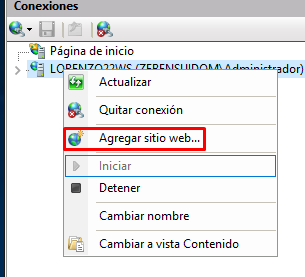 Conexiones
Página de inicio
LORENZO22WS (ZERENSUIDOM\Administrador)
Actualizar
Quitar conexión
Agregar sitio web...
Iniciar
Detener
Cambiar nombre
Cambiar a vista Contenido